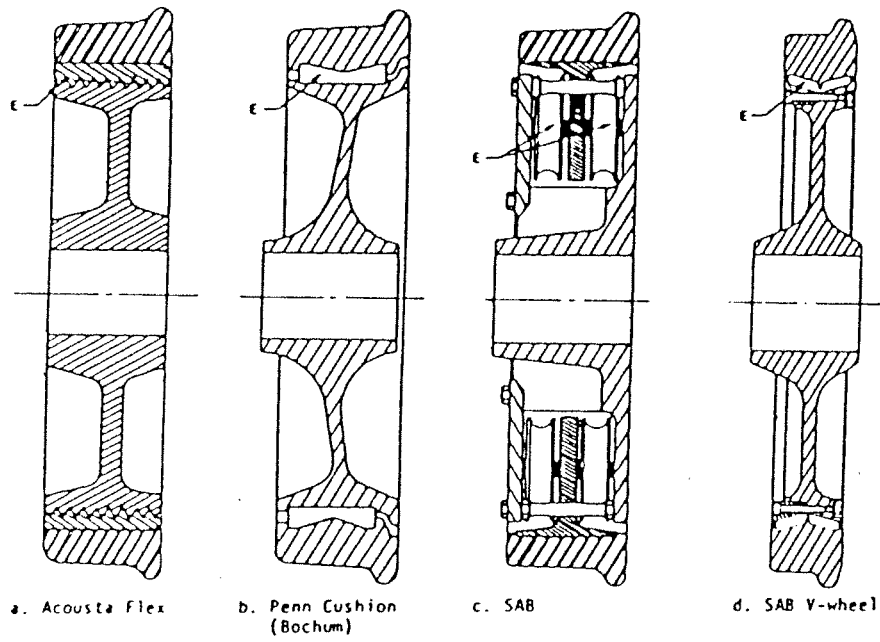 E
E
E
E
a. Acousta Flex
b. Penn Cushion
(Bochum)
c. SAB
d. SAB V-wheel